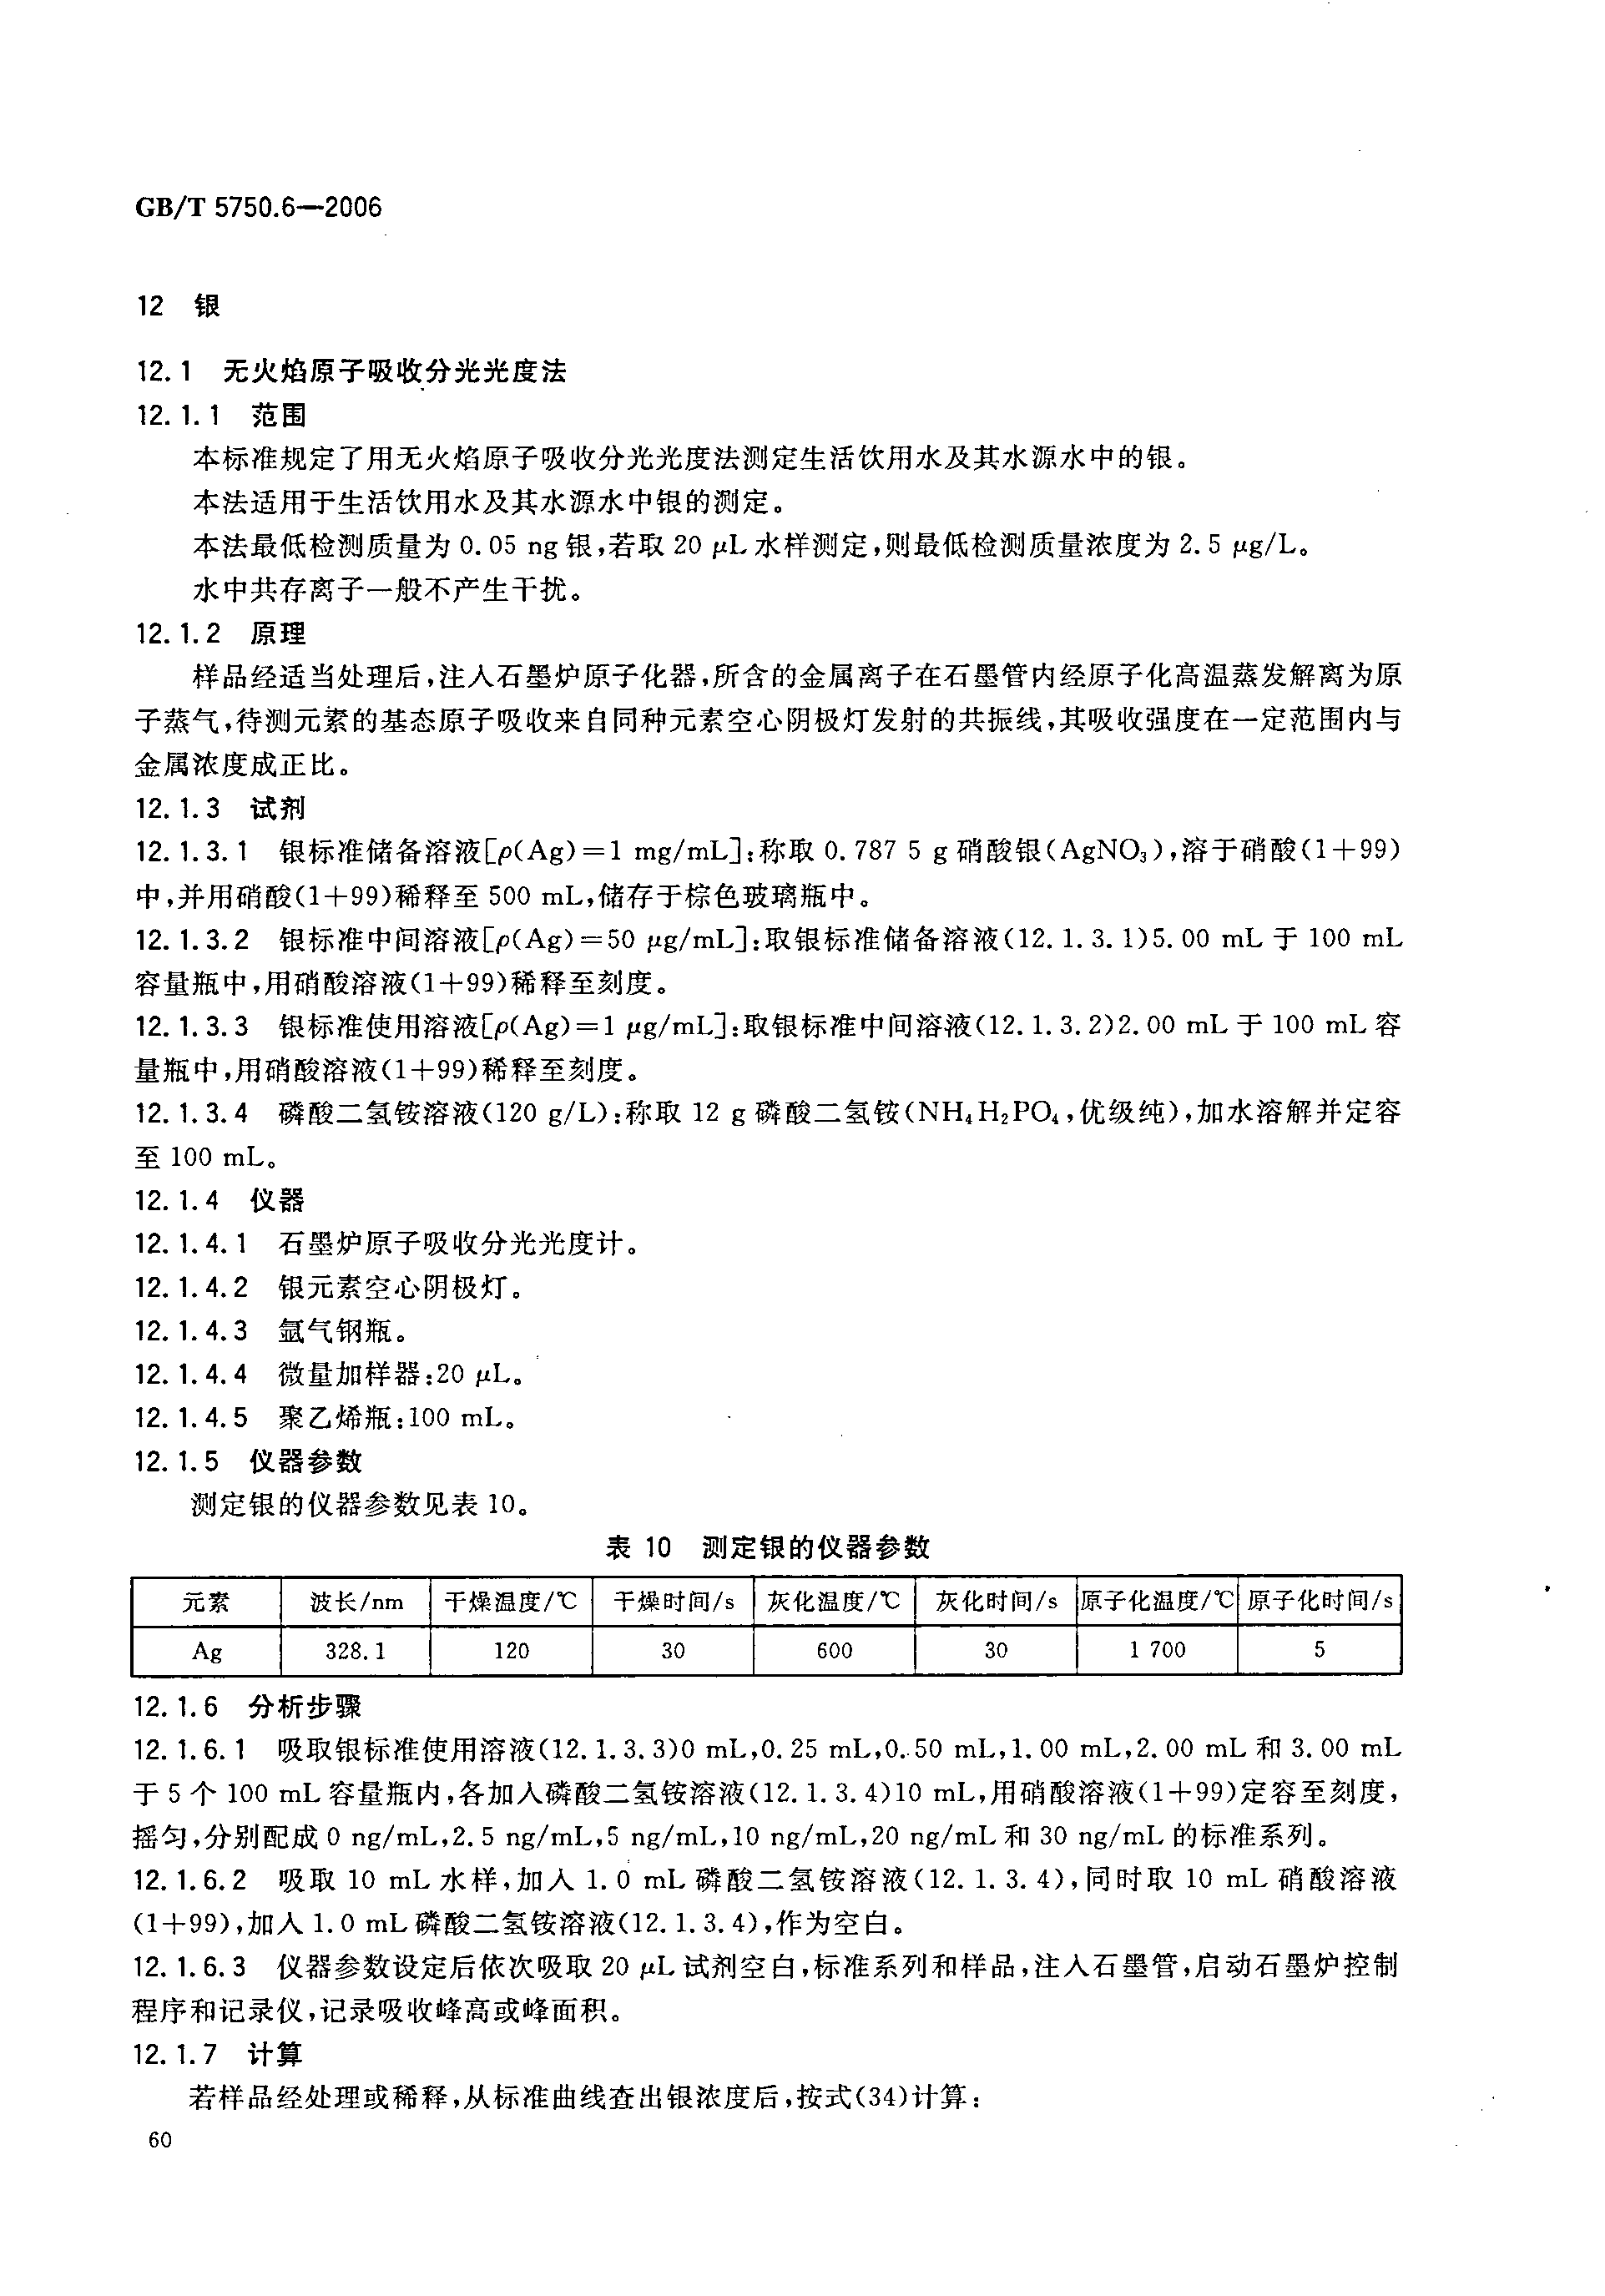 GB/T 5750.6—2006
12 银
12.1 无火焰原子吸收分光光度法
12.1.1 范围
本标准规定了用无火焰原子吸收分光光度法测定生活饮用水及其水源水中的银。
本法适用于生活饮用水及其水源水中银的测定。
本法最低检测质量为 0.05 ng 银,若取 20 μL 水样测定,则最低检测质量浓度为 2.5 μg/L。
水中共存离子一般不产生干扰。
12.1.2 原理
样品经适当处理后,注入石墨炉原子化器,所含的金属离子在石墨管内经原子化高温蒸发解离为原
子蒸气,待测元素的基态原子吸收来自同种元素空心阴极灯发射的共振线,其吸收强度在一定范围内与
金属浓度成正比。
12.1.3 试剂
12.1.3.1 银标准储备溶液[ρ(Ag)=1 mg/mL]:称取 0.787 5 g 硝酸银(AgNO₃),溶于硝酸(1+99)
中,并用硝酸(1+99)稀释至 500 mL,储存于棕色玻璃瓶中。
12.1.3.2 银标准中间溶液[ρ(Ag)=50 μg/mL]:取银标准储备溶液(12.1.3.1)5.00 mL 于 100 mL
容量瓶中,用硝酸溶液(1+99)稀释至刻度。
12.1.3.3 银标准使用溶液[ρ(Ag)=1 μg/mL]:取银标准中间溶液(12.1.3.2)2.00 mL 于 100 mL 容
量瓶中,用硝酸溶液(1+99)稀释至刻度。
12.1.3.4 磷酸二氢铵溶液(120 g/L):称取 12 g 磷酸二氢铵(NH₄H₂PO₄,优级纯),加水溶解并定容
至 100 mL。
12.1.4 仪器
12.1.4.1 石墨炉原子吸收分光光度计。
12.1.4.2 银元素空心阴极灯。
12.1.4.3 氩气钢瓶。
12.1.4.4 微量加样器:20 μL。
12.1.4.5 聚乙烯瓶:100 mL。
12.1.5 仪器参数
测定银的仪器参数见表 10。
表 10 测定银的仪器参数
元素 波长/nm 干燥温度/℃ 干燥时间/s 灰化温度/℃ 灰化时间/s 原子化温度/℃ 原子化时间/s
Ag 328.1 120 30 600 30 1 700 5
12.1.6 分析步骤
12.1.6.1 吸取银标准使用溶液(12.1.3.3)0 mL,0.25 mL,0.50 mL,1.00 mL,2.00 mL 和 3.00 mL
于 5 个 100 mL 容量瓶内,各加入磷酸二氢铵溶液(12.1.3.4)10 mL,用硝酸溶液(1+99)定容至刻度,
摇匀,分别配成 0 ng/mL,2.5 ng/mL,5 ng/mL,10 ng/mL,20 ng/mL 和 30 ng/mL 的标准系列。
12.1.6.2 吸取 10 mL 水样,加入 1.0 mL 磷酸二氢铵溶液(12.1.3.4),同时取 10 mL 硝酸溶液
(1+99),加入 1.0 mL 磷酸二氢铵溶液(12.1.3.4),作为空白。
12.1.6.3 仪器参数设定后依次吸取 20 μL 试剂空白,标准系列和样品,注入石墨管,启动石墨炉控制
程序和记录仪,记录吸收峰高或峰面积。
12.1.7 计算
若样品经处理或稀释,从标准曲线查出银浓度后,按式(34)计算:
60